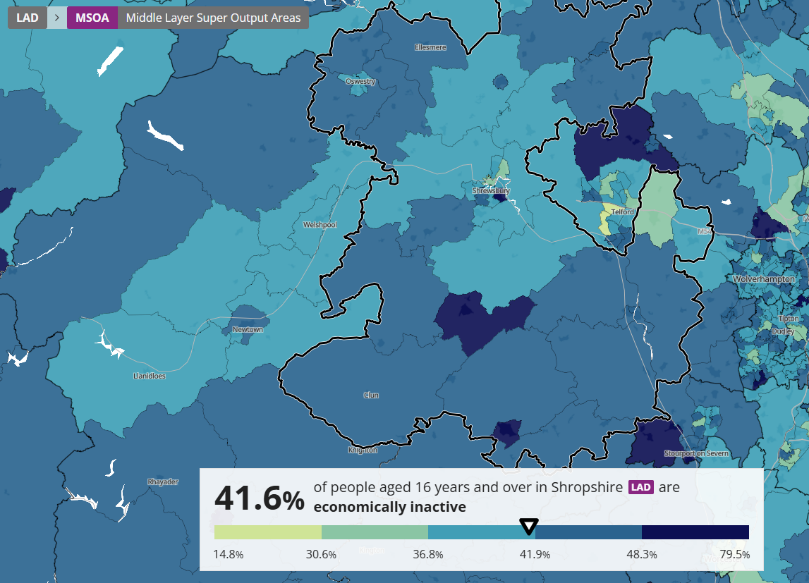 LAD > MSOA Middle Layer Super Output Areas
Ellesmere
Oswestry
Shrewsbury
Telford
Welshpool
Wolverhampton
Newtown
Dudley
Llanidloes
Clun
Knighton
Stourport-on-Severn
Rhayader
41.6% of people aged 16 years and over in Shropshire LAD are
economically inactive
14.8% 30.6% 36.8% 41.9% 48.3% 79.5%